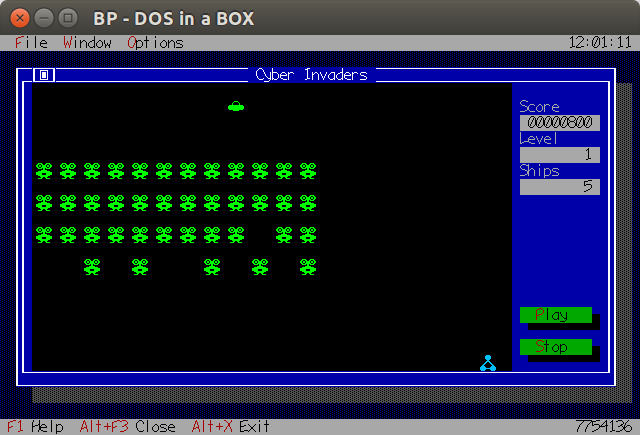 BP - DOS in a BOX
File Window Options 12:01:11
Cyber Invaders
Score
00000800
Level
1
Ships
5
Play
Stop
F1 Help Alt+F3 Close Alt+X Exit 7754136